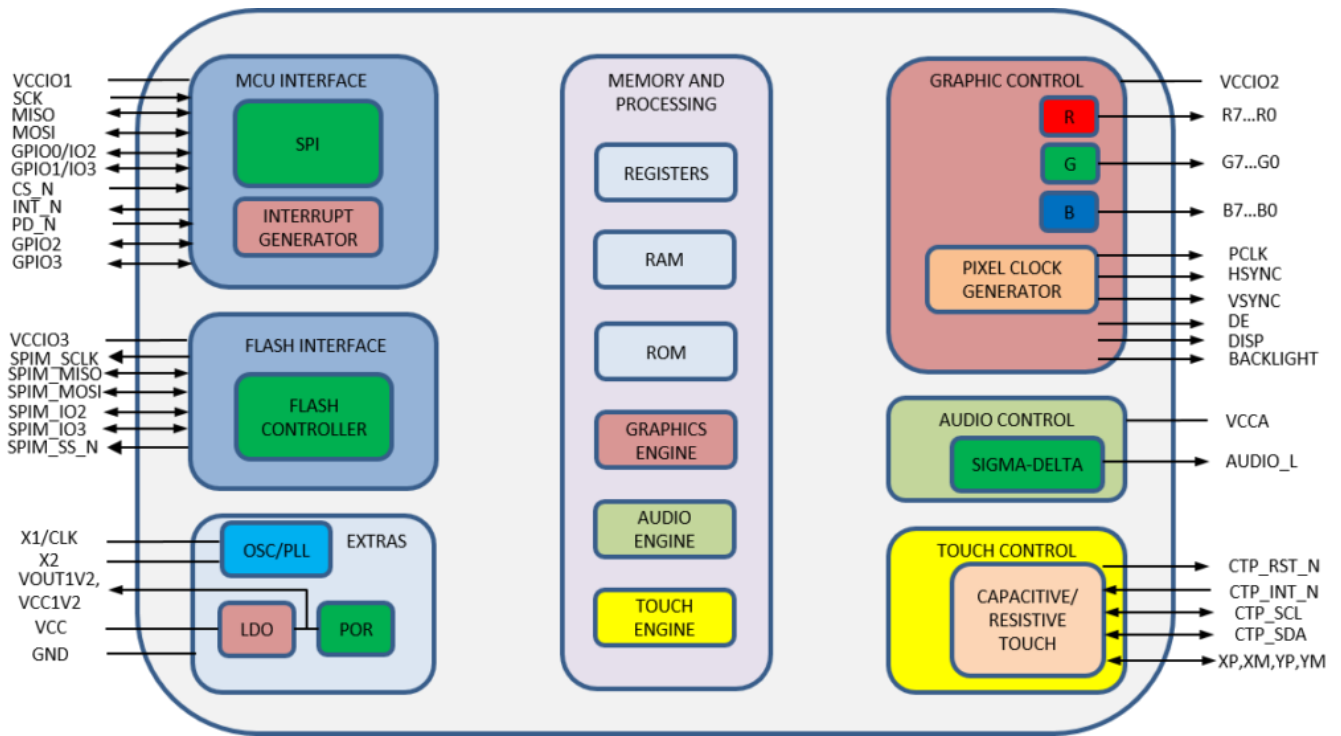 VCCIO1
SCK
MISO
MOSI
GPIO0/IO2
GPIO1/IO3
CS_N
INT_N
PD_N
GPIO2
GPIO3
MCU INTERFACE
SPI
INTERRUPT
GENERATOR
VCCIO3
SPIM_SCLK
SPIM_MISO
SPIM_MOSI
SPIM_IO2
SPIM_IO3
SPIM_SS_N
FLASH INTERFACE
FLASH
CONTROLLER
X1/CLK
X2
VOUT1V2,
VCC1V2
VCC
GND
OSC/PLL
EXTRAS
LDO
POR
MEMORY AND
PROCESSING
REGISTERS
RAM
ROM
GRAPHICS
ENGINE
AUDIO
ENGINE
TOUCH
ENGINE
GRAPHIC CONTROL
R
G
B
PIXEL CLOCK
GENERATOR
VCCIO2
R7...R0
G7...G0
B7...B0
PCLK
HSYNC
VSYNC
DE
DISP
BACKLIGHT
AUDIO CONTROL
SIGMA-DELTA
VCCA
AUDIO_L
TOUCH CONTROL
CAPACITIVE/
RESISTIVE
TOUCH
CTP_RST_N
CTP_INT_N
CTP_SCL
CTP_SDA
XP,XM,YP,YM